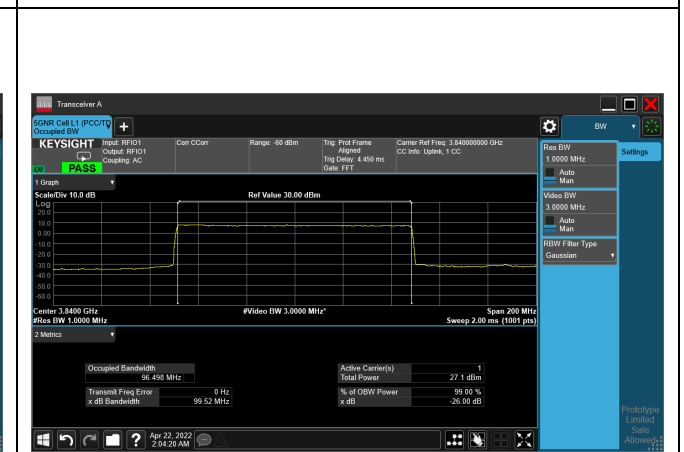 Transceiver A
5GNR Cell L1 (PCC/TD
Occupied BW
+
BW
KEYSIGHT
PASS
Input: RFIO1
Output: RFIO1
Coupling: AC
Corr CCorr
Range: -60 dBm
Trig: Prot Frame
Aligned
Trig Delay: 4.450 ms
Gate: FFT
Carrier Ref Freq: 3.840000000 GHz
CC Info: Uplink, 1 CC
Res BW
1.0000 MHz
Auto
Man
Settings
Video BW
3.0000 MHz
Auto
Man
RBW Filter Type
Gaussian
1 Graph
Scale/Div 10.0 dB
Ref Value 30.00 dBm
Log
20.0
10.0
0.00
-10.0
-20.0
-30.0
-40.0
-50.0
-60.0
Center 3.8400 GHz
#Video BW 3.0000 MHz*
Span 200 MHz
#Res BW 1.0000 MHz
Sweep 2.00 ms (1001 pts)
2 Metrics
Occupied Bandwidth
96.498 MHz
Active Carrier(s) 1
Total Power 27.1 dBm
Transmit Freq Error 0 Hz
x dB Bandwidth 99.52 MHz
% of OBW Power 99.00 %
x dB -26.00 dB
Prototype
Limited
Sale
Allowed
?
Apr 22, 2022
2:04:20 AM